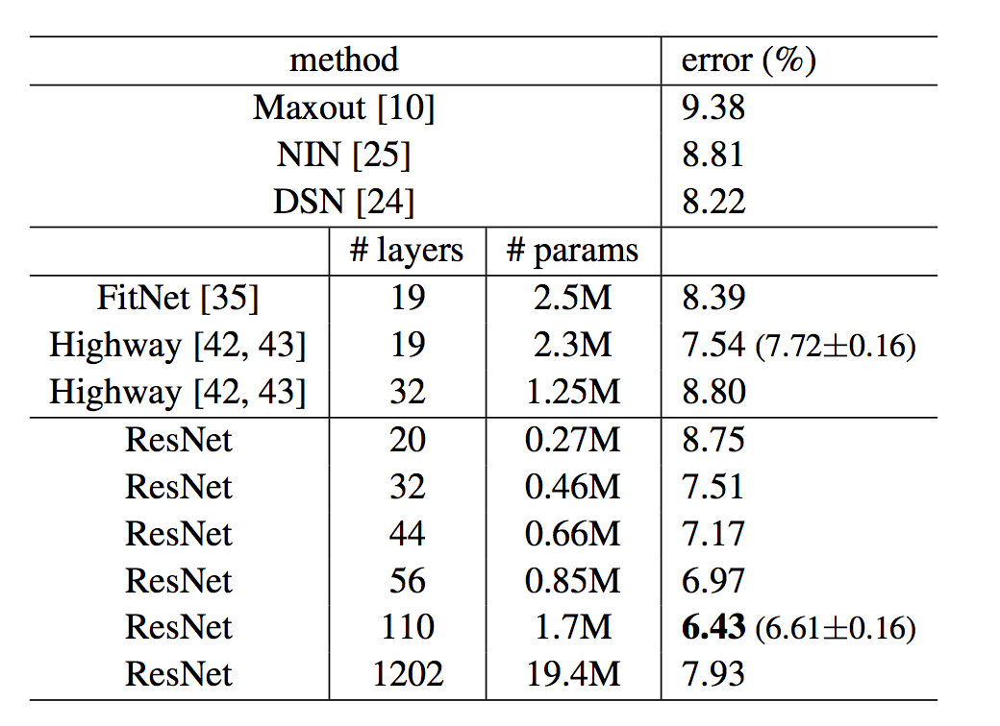 method error (%)
Maxout [10] 9.38
NIN [25] 8.81
DSN [24] 8.22
# layers # params
FitNet [35] 19 2.5M 8.39
Highway [42, 43] 19 2.3M 7.54 (7.72±0.16)
Highway [42, 43] 32 1.25M 8.80
ResNet 20 0.27M 8.75
ResNet 32 0.46M 7.51
ResNet 44 0.66M 7.17
ResNet 56 0.85M 6.97
ResNet 110 1.7M 6.43 (6.61±0.16)
ResNet 1202 19.4M 7.93